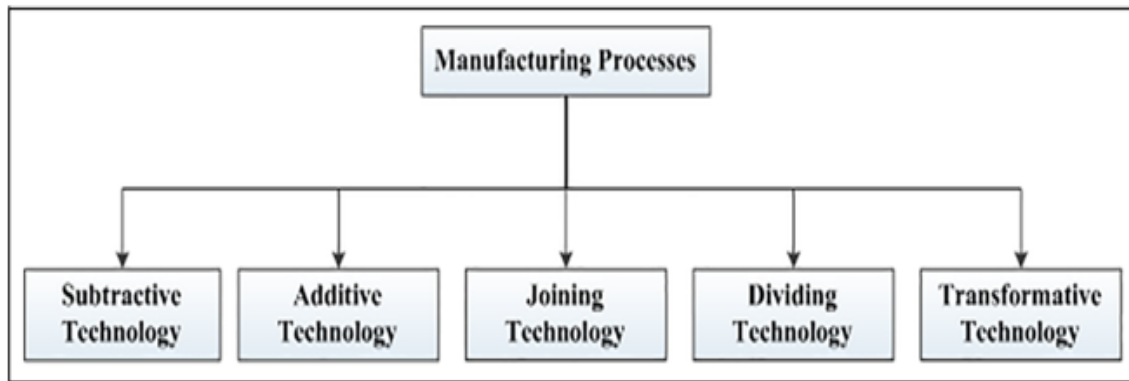 Manufacturing Processes
Subtractive
Technology
Additive
Technology
Joining
Technology
Dividing
Technology
Transformative
Technology